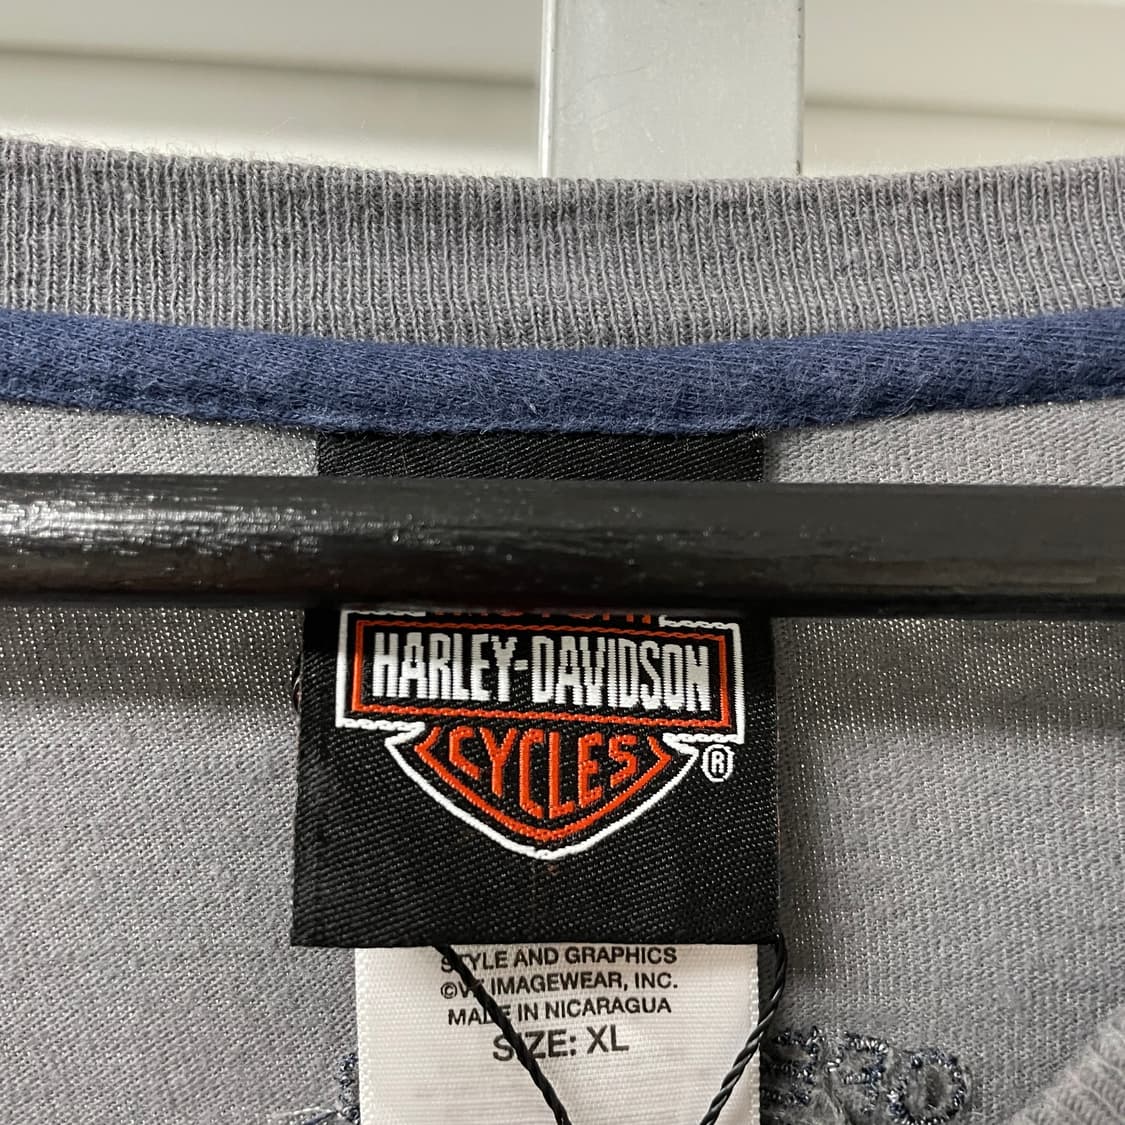 HARLEY-DAVIDSON
CYCLES
®
STYLE AND GRAPHICS
©VF IMAGEWEAR, INC.
MADE IN NICARAGUA
SIZE: XL